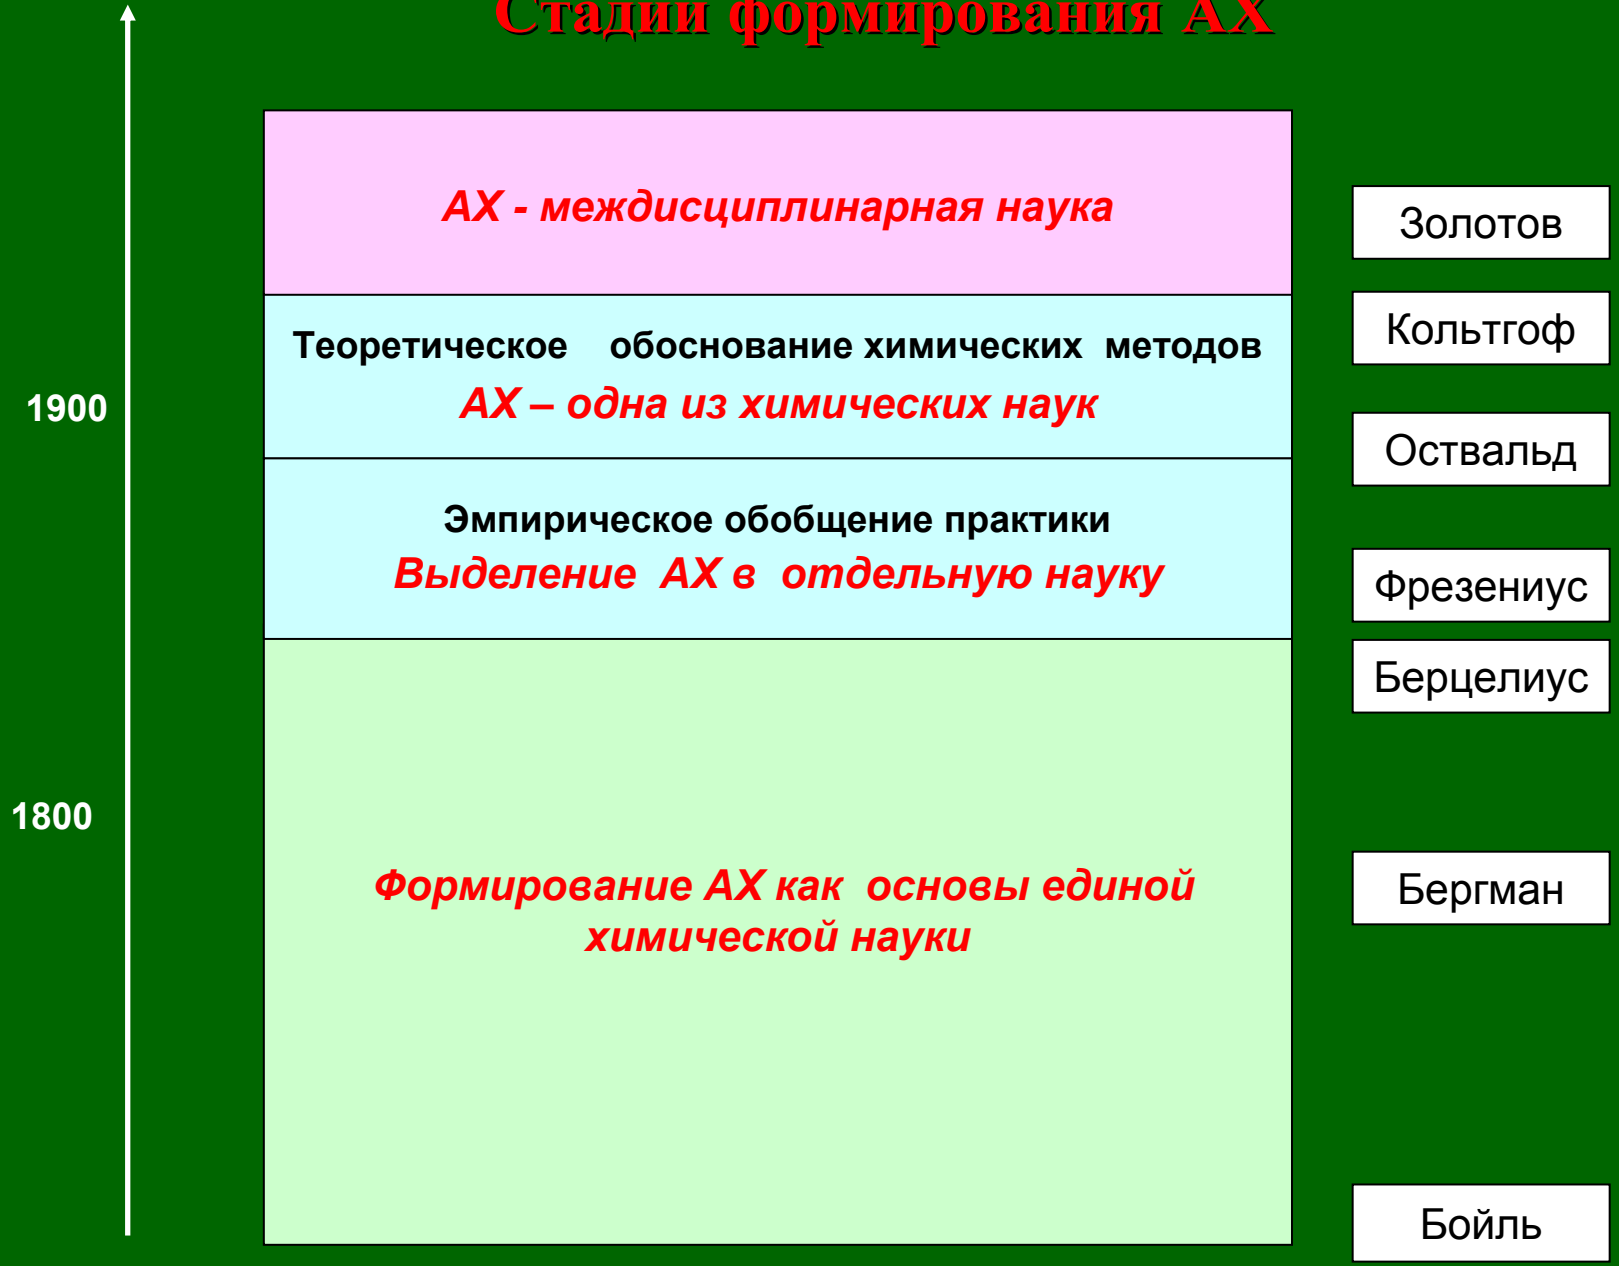 Стадии формирования АХ
АХ - междисциплинарная наука
Золотов
Теоретическое обоснование химических методов
АХ – одна из химических наук
Кольтгоф
1900
Оствальд
Эмпирическое обобщение практики
Выделение АХ в отдельную науку
Фрезениус
Берцелиус
1800
Формирование АХ как основы единой
химической науки
Бергман
Бойль